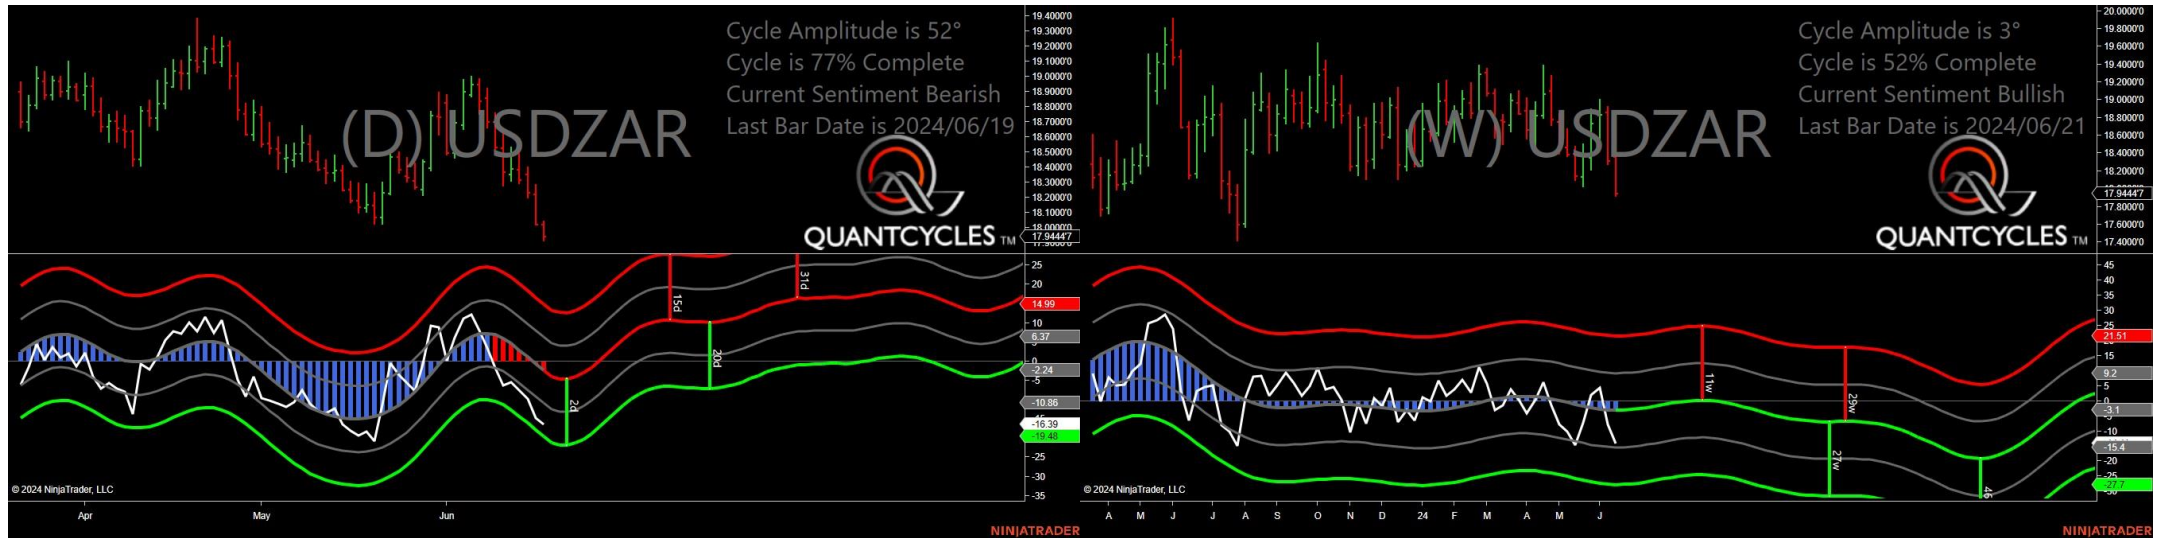 Cycle Amplitude is 52°
Cycle is 77% Complete
Current Sentiment Bearish
Last Bar Date is 2024/06/19
(D) USDZAR
QUANTCYCLES TM
19.4000'0
19.3000'0
19.2000'0
19.1000'0
19.0000'0
18.9000'0
18.8000'0
18.7000'0
18.6000'0
18.5000'0
18.4000'0
18.3000'0
18.2000'0
18.1000'0
18.0000'0
17.9444'7
25
20
14.99
10
6.37
0
-2.24
-5
-10.86
-16.39
-19.48
-25
-30
-35
15d
31d
20d
2d
© 2024 NinjaTrader, LLC
Apr
May
Jun
NINJATRADER
Cycle Amplitude is 3°
Cycle is 52% Complete
Current Sentiment Bullish
Last Bar Date is 2024/06/21
(W) USDZAR
QUANTCYCLES TM
20.0000'0
19.8000'0
19.6000'0
19.4000'0
19.2000'0
19.0000'0
18.8000'0
18.6000'0
18.4000'0
18.2000'0
17.9444'7
17.8000'0
17.6000'0
17.4000'0
45
40
35
30
25
21.51
15
9.2
5
0
-3.1
-10
-15.4
-20
-25
-27.7
11w
29w
27w
46
© 2024 NinjaTrader, LLC
A
M
J
J
A
S
O
N
D
24
F
M
A
M
J
NINJATRADER